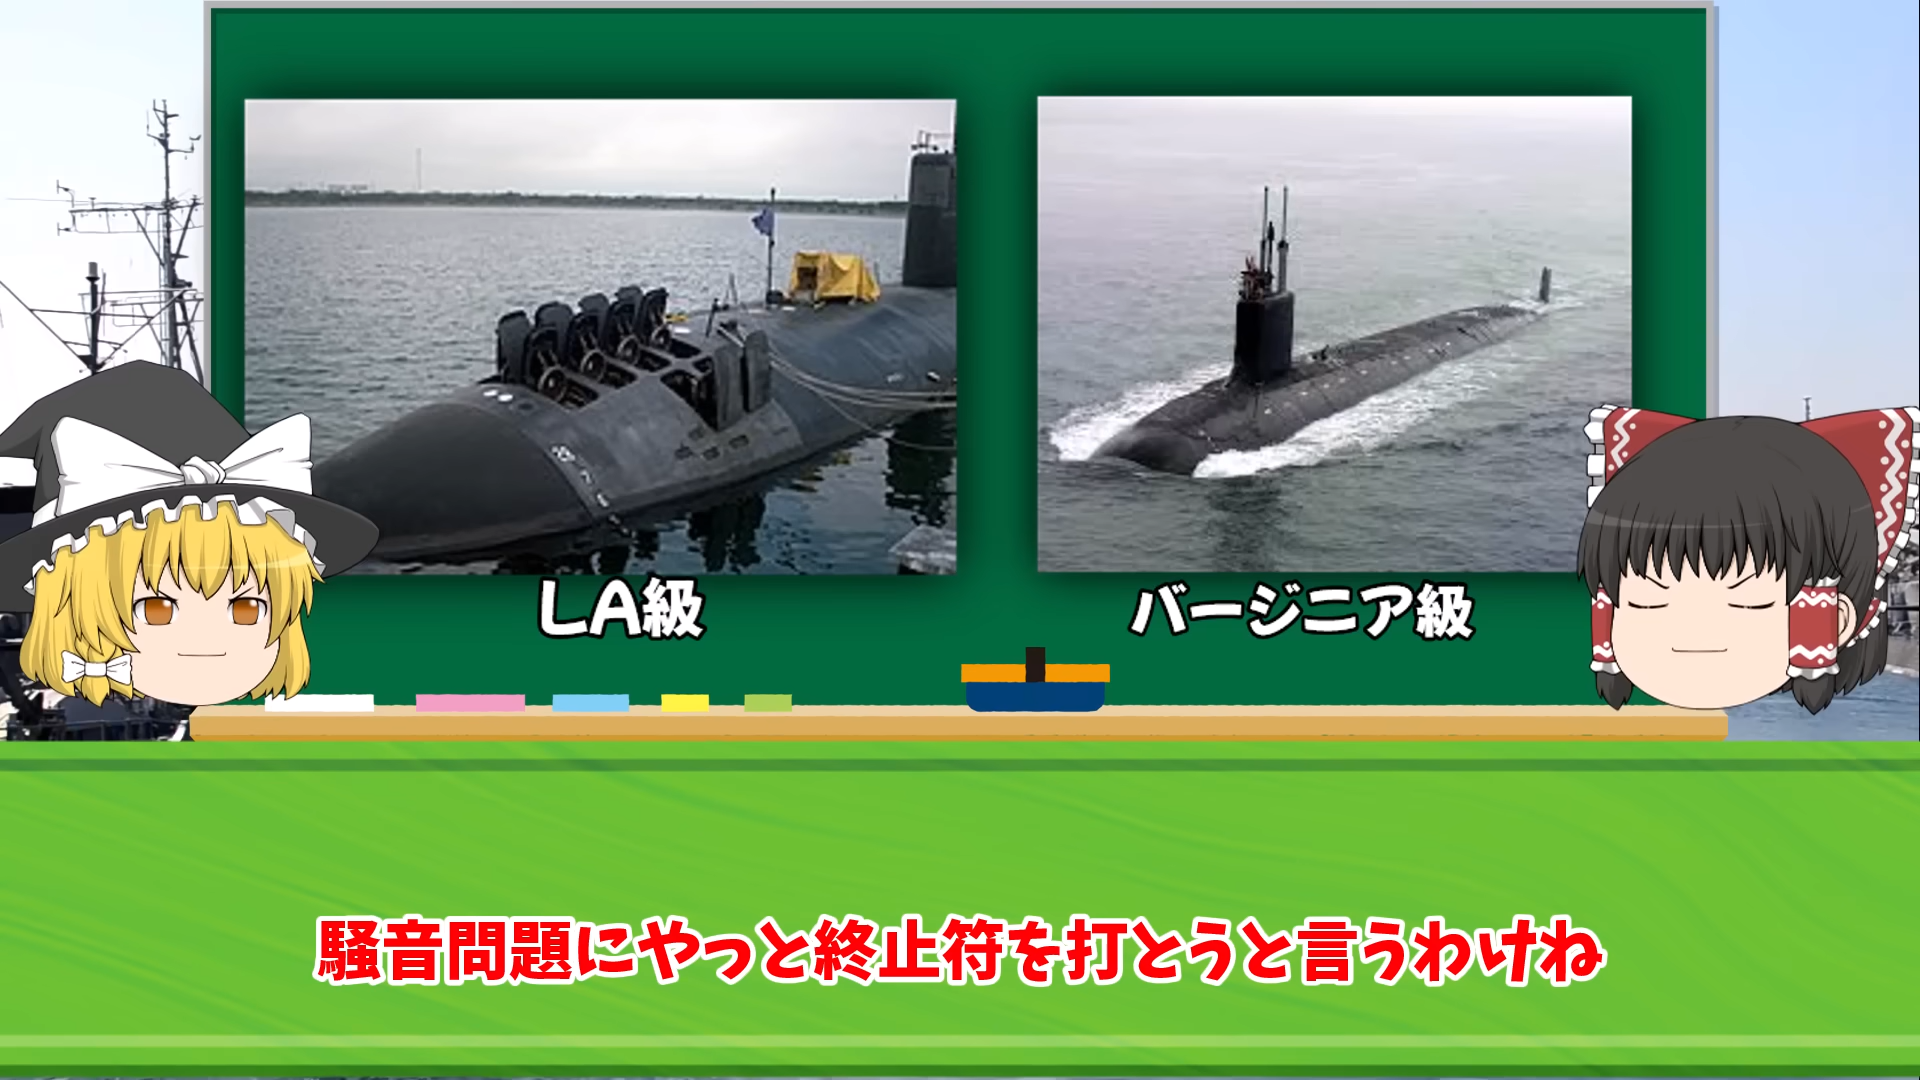 LA級
バージニア級
騒音問題にやっと終止符を打とうと言うわけね